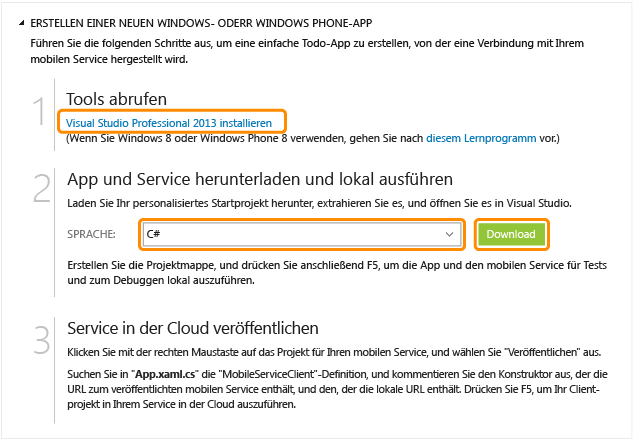 ERSTELLEN EINER NEUEN WINDOWS- ODERR WINDOWS PHONE-APP
Führen Sie die folgenden Schritte aus, um eine einfache Todo-App zu erstellen, von der eine Verbindung mit Ihrem
mobilen Service hergestellt wird.
1
Tools abrufen
Visual Studio Professional 2013 installieren
(Wenn Sie Windows 8 oder Windows Phone 8 verwenden, gehen Sie nach diesem Lernprogramm vor.)
2
App und Service herunterladen und lokal ausführen
Laden Sie Ihr personalisiertes Startprojekt herunter, extrahieren Sie es, und öffnen Sie es in Visual Studio.
SPRACHE: C# Download
Erstellen Sie die Projektmappe, und drücken Sie anschließend F5, um die App und den mobilen Service für Tests
und zum Debuggen lokal auszuführen.
3
Service in der Cloud veröffentlichen
Klicken Sie mit der rechten Maustaste auf das Projekt für Ihren mobilen Service, und wählen Sie "Veröffentlichen" aus.
Suchen Sie in "App.xaml.cs" die "MobileServiceClient"-Definition, und kommentieren Sie den Konstruktor aus, der die
URL zum veröffentlichten mobilen Service enthält, und den, der die lokale URL enthält. Drücken Sie F5, um Ihr Client-
projekt in Ihrem Service in der Cloud auszuführen.